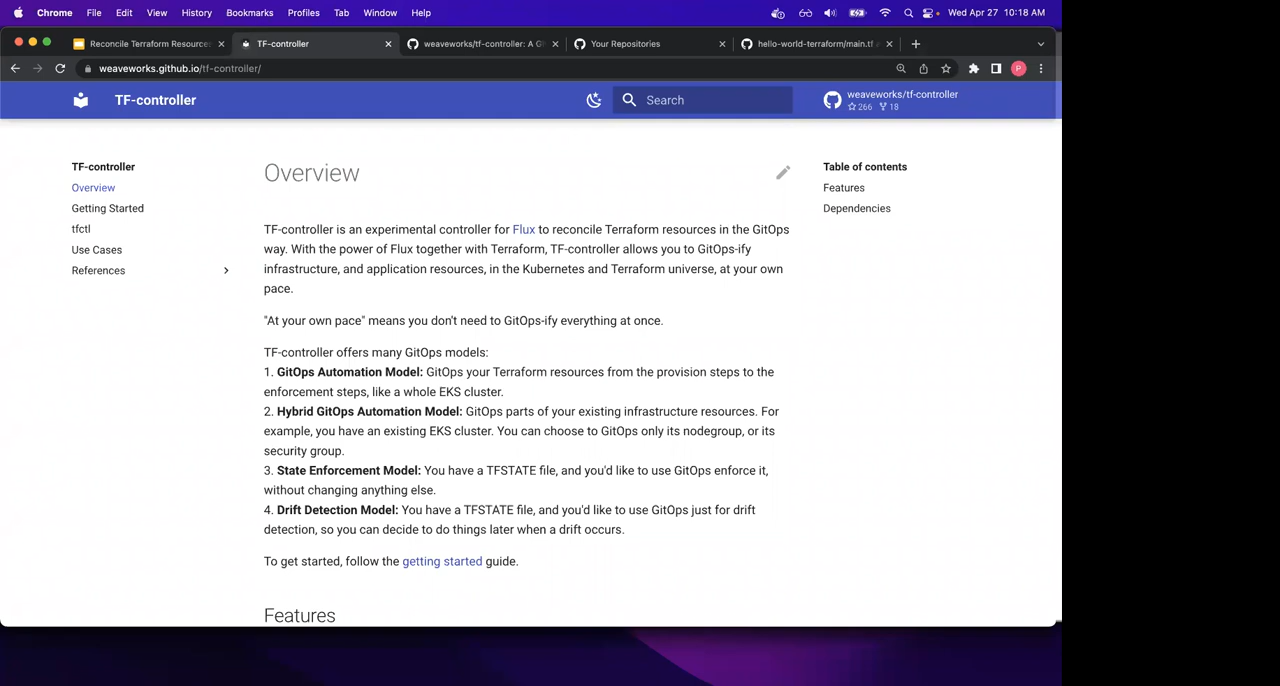 Chrome File Edit View History Bookmarks Profiles Tab Window Help Wed Apr 27 10:18 AM
Reconcile Terraform Resources TF-controller weaveworks/tf-controller: A G Your Repositories hello-world-terraform/main.tf
weaveworks.github.io/tf-controller/ P
TF-controller Search weaveworks/tf-controller
266 18
TF-controller
Overview
Getting Started
tfctl
Use Cases
References
Overview
TF-controller is an experimental controller for Flux to reconcile Terraform resources in the GitOps
way. With the power of Flux together with Terraform, TF-controller allows you to GitOps-ify
infrastructure, and application resources, in the Kubernetes and Terraform universe, at your own
pace.
"At your own pace" means you don't need to GitOps-ify everything at once.
TF-controller offers many GitOps models:
1. GitOps Automation Model: GitOps your Terraform resources from the provision steps to the
enforcement steps, like a whole EKS cluster.
2. Hybrid GitOps Automation Model: GitOps parts of your existing infrastructure resources. For
example, you have an existing EKS cluster. You can choose to GitOps only its nodegroup, or its
security group.
3. State Enforcement Model: You have a TFSTATE file, and you'd like to use GitOps enforce it,
without changing anything else.
4. Drift Detection Model: You have a TFSTATE file, and you'd like to use GitOps just for drift
detection, so you can decide to do things later when a drift occurs.
To get started, follow the getting started guide.
Features
Table of contents
Features
Dependencies